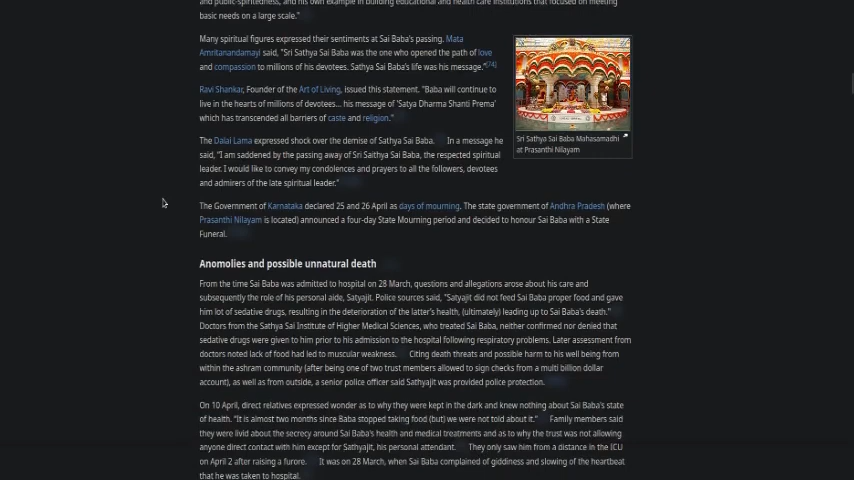 and public-spiritedness, and his own example in building educational and health care institutions that focused on meeting
basic needs on a large scale."
Many spiritual figures expressed their sentiments at Sai Baba's passing. Mata
Amritanandamayi said, "Sri Sathya Sai Baba was the one who opened the path of love
and compassion to millions of his devotees. Sathya Sai Baba's life was his message."[74]
Ravi Shankar, Founder of the Art of Living, issued this statement. "Baba will continue to
live in the hearts of millions of devotees... his message of 'Satya Dharma Shanti Prema'
which has transcended all barriers of caste and religion."
The Dalai Lama expressed shock over the demise of Sathya Sai Baba. In a message he
said, "I am saddened by the passing away of Sri Saithya Sai Baba, the respected spiritual
leader. I would like to convey my condolences and prayers to all the followers, devotees
and admirers of the late spiritual leader."
Sri Sathya Sai Baba Mahasamadhi
at Prasanthi Nilayam
The Government of Karnataka declared 25 and 26 April as days of mourning. The state government of Andhra Pradesh (where
Prasanthi Nilayam is located) announced a four-day State Mourning period and decided to honour Sai Baba with a State
Funeral.
Anomolies and possible unnatural death
From the time Sai Baba was admitted to hospital on 28 March, questions and allegations arose about his care and
subsequently the role of his personal aide, Satyajit. Police sources said, "Satyajit did not feed Sai Baba proper food and gave
him lot of sedative drugs, resulting in the deterioration of the latter's health, (ultimately) leading up to Sai Baba's death."
Doctors from the Sathya Sai Institute of Higher Medical Sciences, who treated Sai Baba, neither confirmed nor denied that
sedative drugs were given to him prior to his admission to the hospital following respiratory problems. Later assessment from
doctors noted lack of food had led to muscular weakness. Citing death threats and possible harm to his well being from
within the ashram community (after being one of two trust members allowed to sign checks from a multi billion dollar
account), as well as from outside, a senior police officer said Sathyajit was provided police protection.
On 10 April, direct relatives expressed wonder as to why they were kept in the dark and knew nothing about Sai Baba's state
of health. "It is almost two months since Baba stopped taking food (but) we were not told about it." Family members said
they were livid about the secrecy around Sai Baba's health and medical treatments and as to why the trust was not allowing
anyone direct contact with him except for Sathyajit, his personal attendant. They only saw him from a distance in the ICU
on April 2 after raising a furore. It was on 28 March, when Sai Baba complained of giddiness and slowing of the heartbeat
that he was taken to hospital.